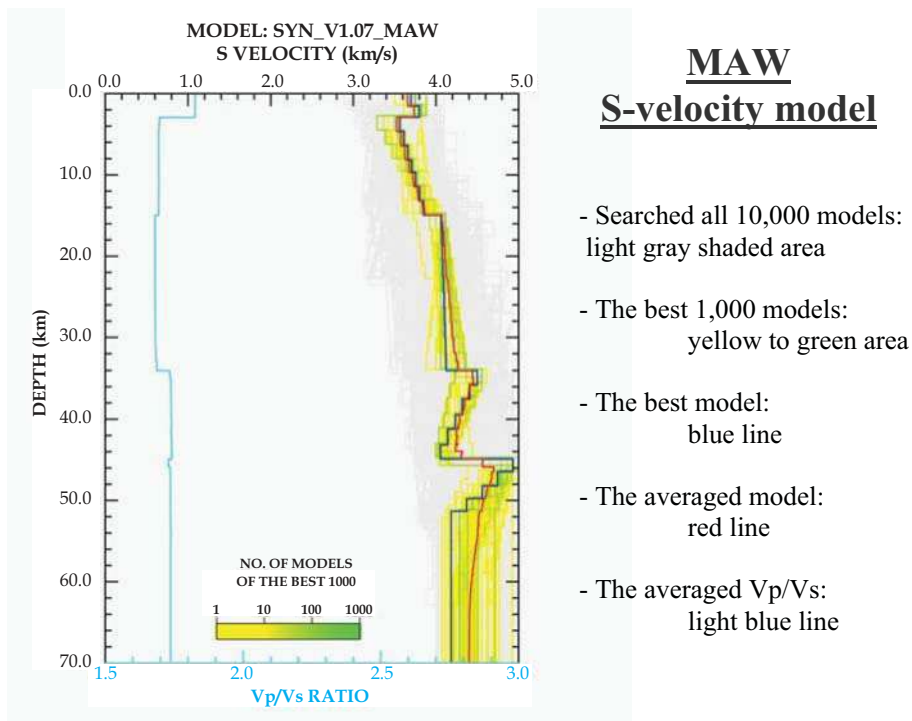 MODEL: SYN_V1.07_MAW
S VELOCITY (km/s)
0.0 1.0 2.0 3.0 4.0 5.0
0.0
10.0
20.0
30.0
40.0
50.0
60.0
70.0
DEPTH (km)
NO. OF MODELS
OF THE BEST 1000
1 10 100 1000
1.5 2.0 2.5 3.0
Vp/Vs RATIO
MAW
S-velocity model
- Searched all 10,000 models:
light gray shaded area
- The best 1,000 models:
yellow to green area
- The best model:
blue line
- The averaged model:
red line
- The averaged Vp/Vs:
light blue line